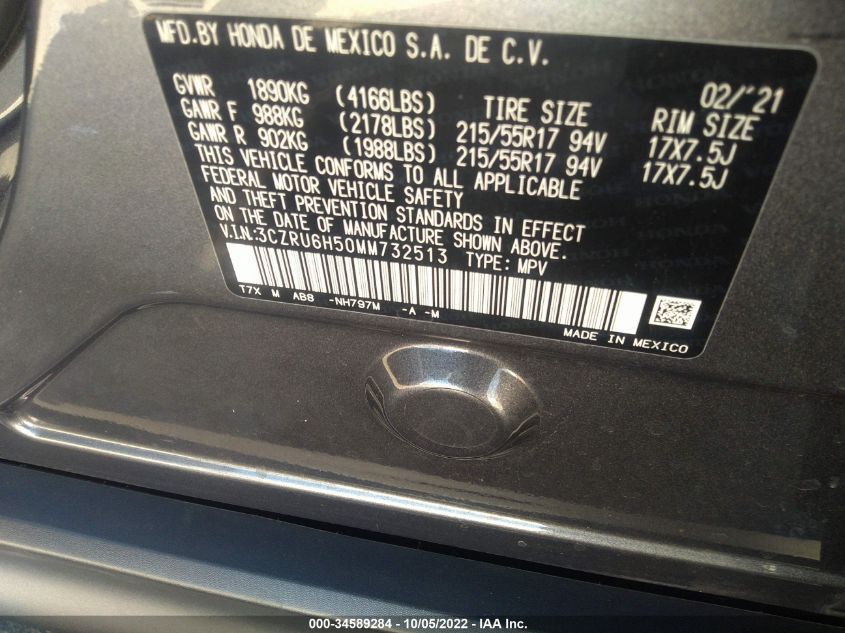 MFD.BY HONDA DE MEXICO S.A. DE C.V.
GVWR 1890KG (4166LBS) TIRE SIZE 02/'21
GAWR F 988KG (2178LBS) 215/55R17 94V RIM SIZE 17X7.5J
GAWR R 902KG (1988LBS) 215/55R17 94V 17X7.5J
THIS VEHICLE CONFORMS TO ALL APPLICABLE
FEDERAL MOTOR VEHICLE SAFETY
AND THEFT PREVENTION STANDARDS IN EFFECT
ON THE DATE OF MANUFACTURE SHOWN ABOVE.
V.I.N:3CZRU6H50MM732513 TYPE: MPV
T7X M AB8 -NH797M -A -M
MADE IN MEXICO
000-34589284 - 10/05/2022 - IAA Inc.